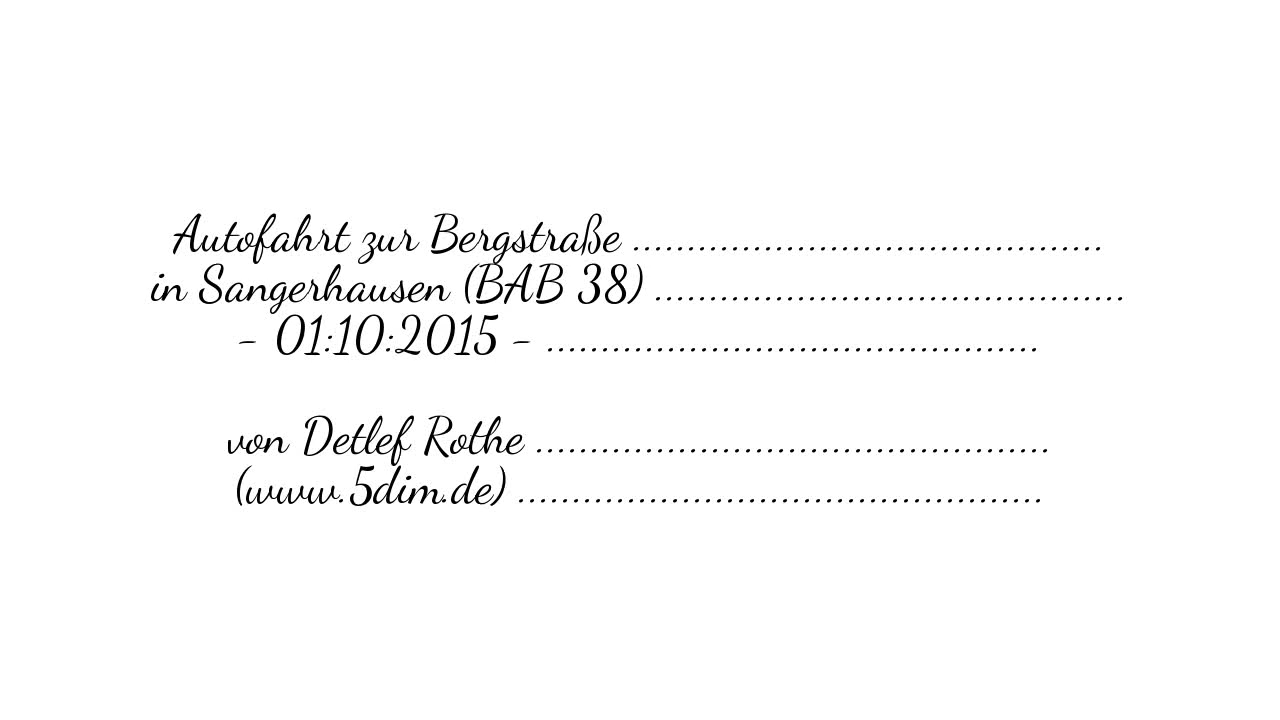 Autofahrt zur Bergstraße ...........................................
in Sangerhausen (BAB 38) ...........................................
- 01:10:2015 - .............................................
von Detlef Rothe ...............................................
(www.5dim.de) ................................................